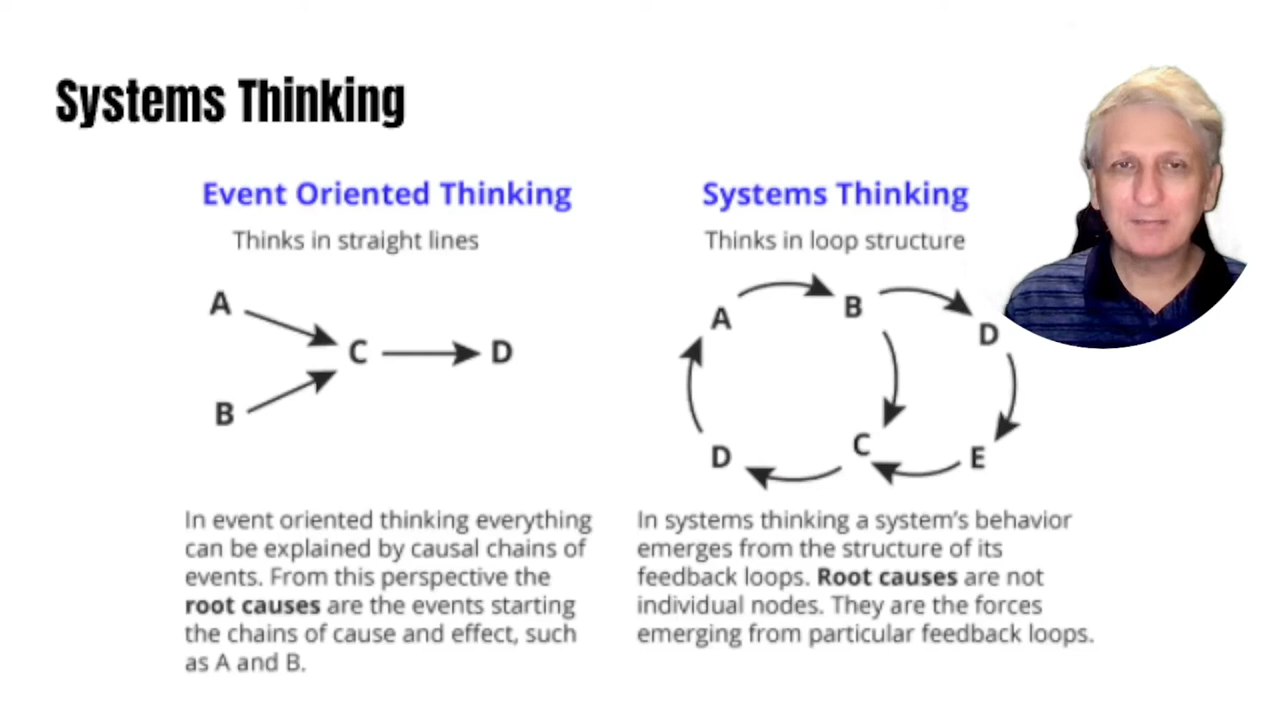 Systems Thinking
Event Oriented Thinking
Thinks in straight lines
A
C
D
B
In event oriented thinking everything
can be explained by causal chains of
events. From this perspective the
root causes are the events starting
the chains of cause and effect, such
as A and B.
Systems Thinking
Thinks in loop structure
A
B
D
D
C
E
In systems thinking a system's behavior
emerges from the structure of its
feedback loops. Root causes are not
individual nodes. They are the forces
emerging from particular feedback loops.